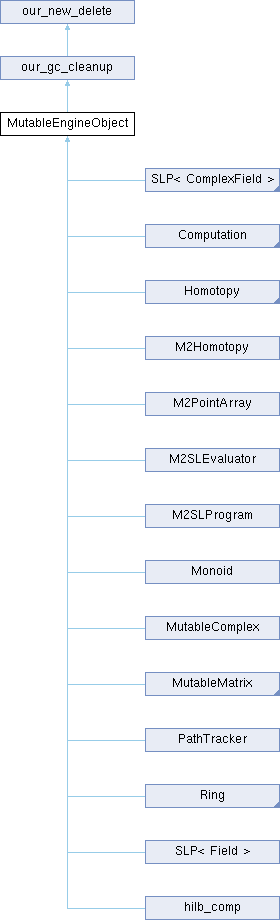 our_new_delete
our_gc_cleanup
MutableEngineObject
SLP< ComplexField >
Computation
Homotopy
M2Homotopy
M2PointArray
M2SLEvaluator
M2SLProgram
Monoid
MutableComplex
MutableMatrix
PathTracker
Ring
SLP< Field >
hilb_comp